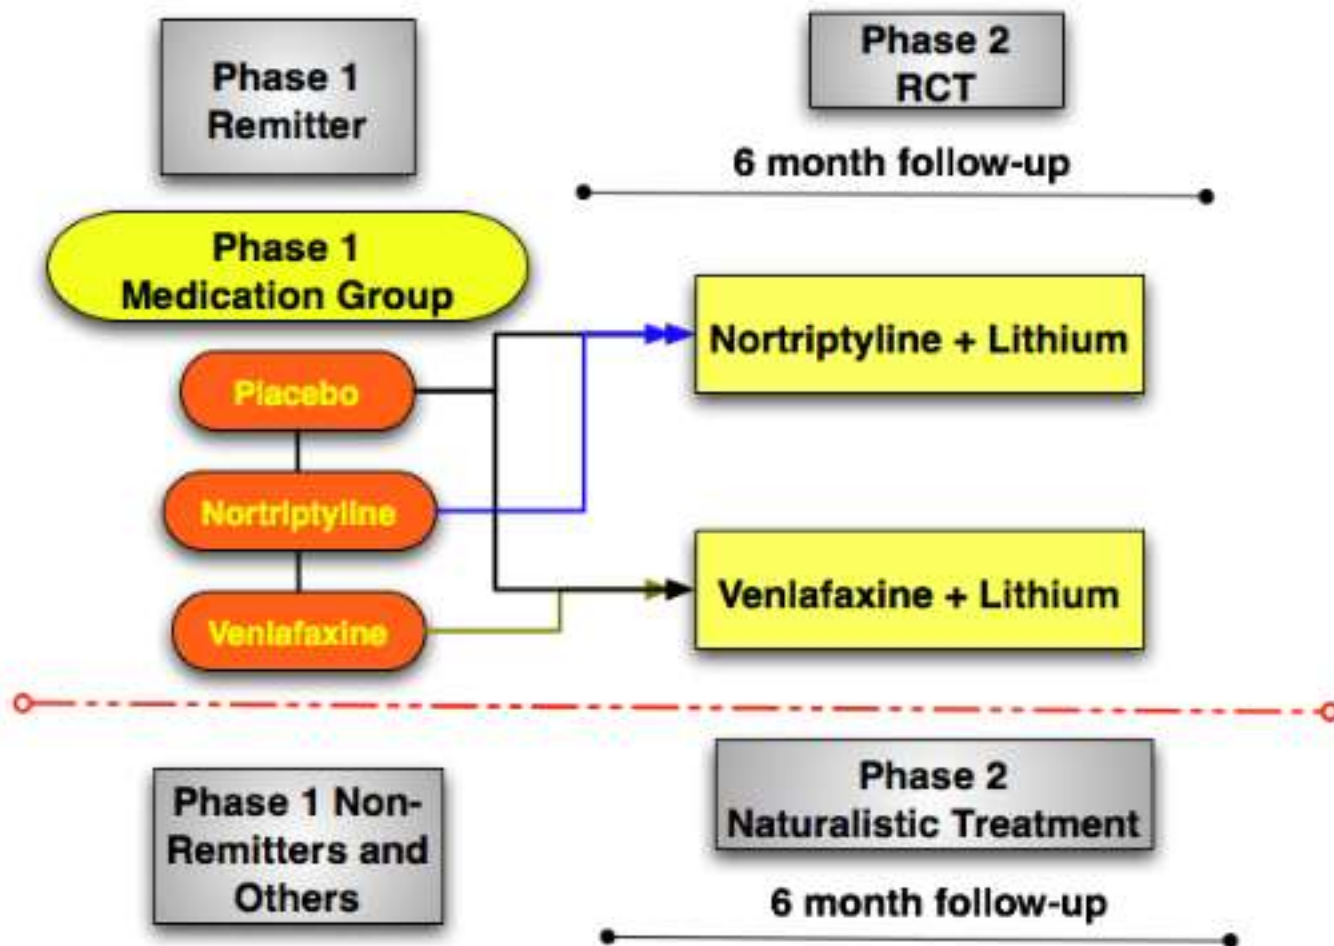 Phase 1
Remitter
Phase 2
RCT
6 month follow-up
Phase 1
Medication Group
Placebo
Nortriptyline
Venlafaxine
Nortriptyline + Lithium
Venlafaxine + Lithium
Phase 1 Non-
Remitters and
Others
Phase 2
Naturalistic Treatment
6 month follow-up